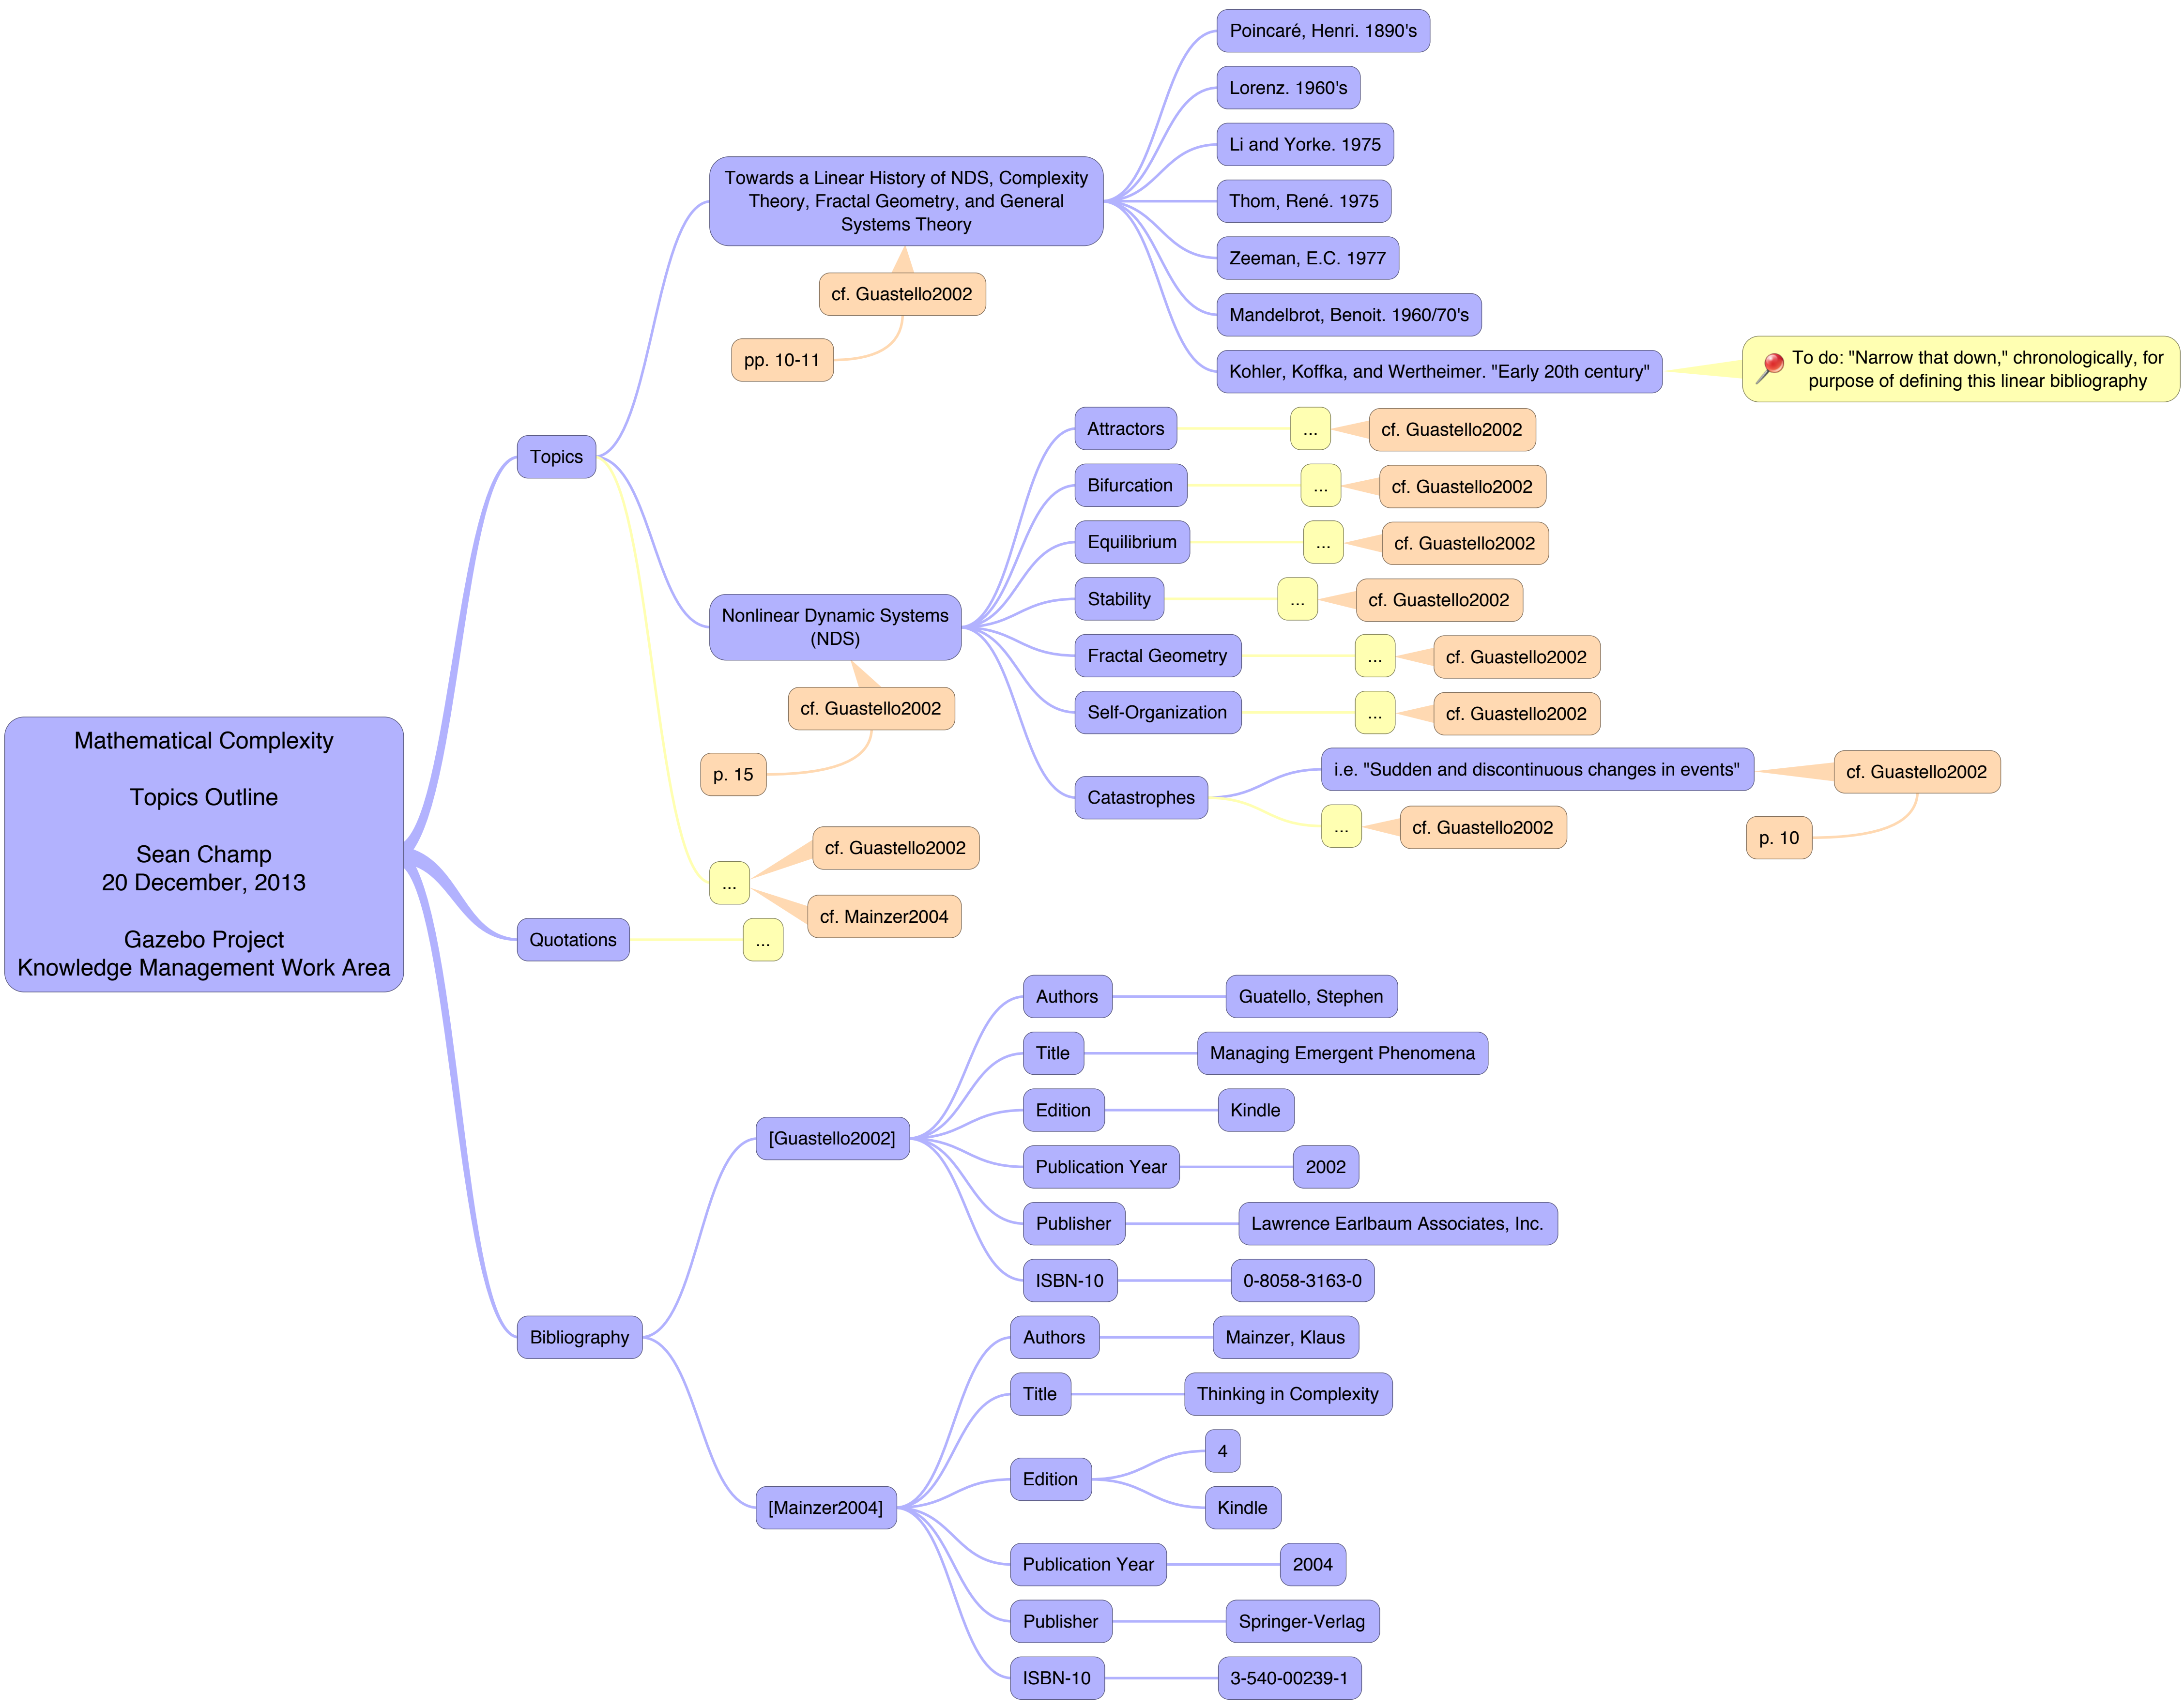 Mathematical Complexity
Topics Outline
Sean Champ
20 December, 2013
Gazebo Project
Knowledge Management Work Area
Topics
Towards a Linear History of NDS, Complexity
Theory, Fractal Geometry, and General
Systems Theory
cf. Guastello2002
pp. 10-11
Poincaré, Henri. 1890's
Lorenz. 1960's
Li and Yorke. 1975
Thom, René. 1975
Zeeman, E.C. 1977
Mandelbrot, Benoit. 1960/70's
Kohler, Koffka, and Wertheimer. "Early 20th century"
To do: "Narrow that down," chronologically, for
purpose of defining this linear bibliography
Nonlinear Dynamic Systems
(NDS)
cf. Guastello2002
p. 15
Attractors
...
cf. Guastello2002
Bifurcation
...
cf. Guastello2002
Equilibrium
...
cf. Guastello2002
Stability
...
cf. Guastello2002
Fractal Geometry
...
cf. Guastello2002
Self-Organization
...
cf. Guastello2002
Catastrophes
i.e. "Sudden and discontinuous changes in events"
cf. Guastello2002
p. 10
...
cf. Guastello2002
...
cf. Guastello2002
cf. Mainzer2004
Quotations
...
Bibliography
[Guastello2002]
Authors
Guatello, Stephen
Title
Managing Emergent Phenomena
Edition
Kindle
Publication Year
2002
Publisher
Lawrence Earlbaum Associates, Inc.
ISBN-10
0-8058-3163-0
[Mainzer2004]
Authors
Mainzer, Klaus
Title
Thinking in Complexity
Edition
4
Kindle
Publication Year
2004
Publisher
Springer-Verlag
ISBN-10
3-540-00239-1